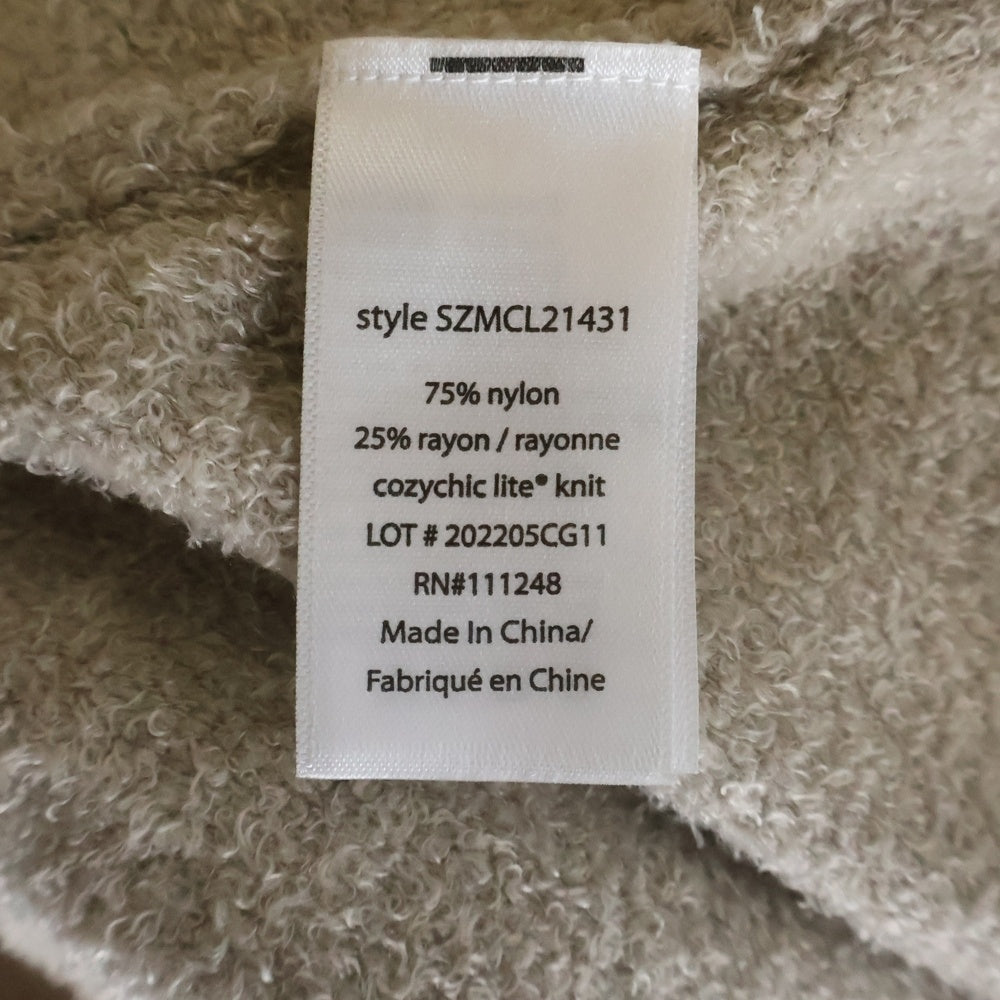 style SZMCL21431
75% nylon
25% rayon / rayonne
cozychic lite® knit
LOT # 202205CG11
RN#111248
Made In China/
Fabriqué en Chine